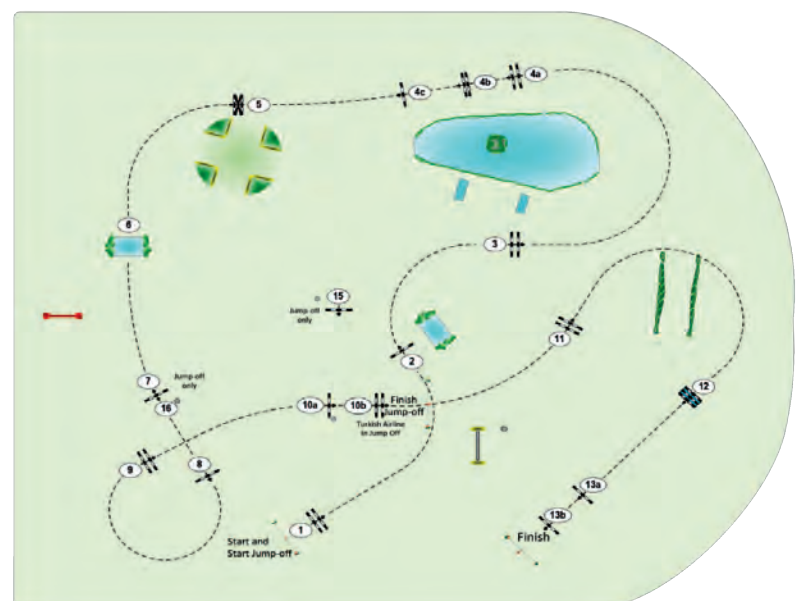 4c
4b
4a
5
6
3
15
Jump off
only
2
11
7
Jump off
only
16
12
10a
10b
Finish
Jump-off
Turkish Airline
in Jump Off
9
8
13a
13b
1
Start and
Start Jump-off
Finish